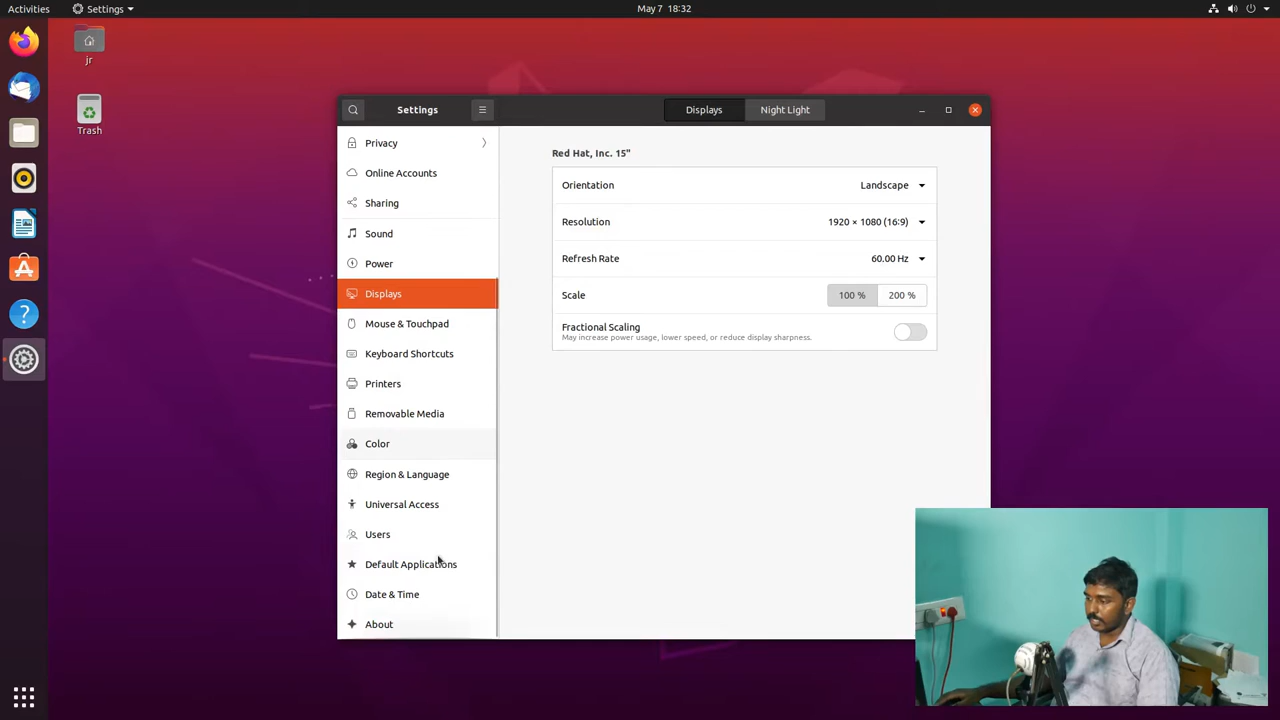 Activities
Settings
May 7 18:32
jr
Trash
Settings
Displays
Night Light
Privacy
Online Accounts
Sharing
Sound
Power
Displays
Mouse & Touchpad
Keyboard Shortcuts
Printers
Removable Media
Color
Region & Language
Universal Access
Users
Default Applications
Date & Time
About
Red Hat, Inc. 15"
Orientation
Landscape
Resolution
1920 × 1080 (16:9)
Refresh Rate
60.00 Hz
Scale
100 %
200 %
Fractional Scaling
May increase power usage, lower speed, or reduce display sharpness.